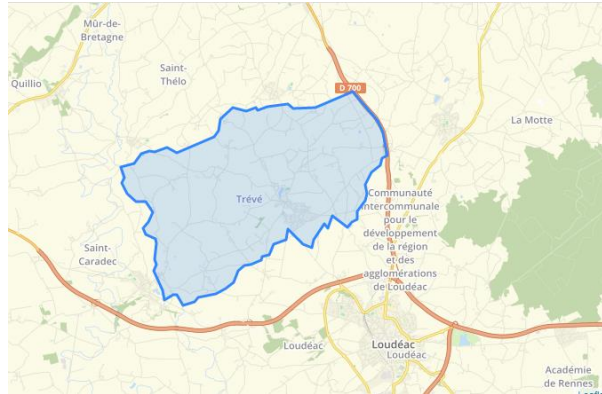 Mûr-de-
Bretagne
Quillio
Saint-
Thélo
D 700
La Motte
Trévé
Communauté
intercommunale
pour le
développement
de la région
et des
agglomérations
de Loudéac
Saint-
Caradec
Loudéac
Loudéac
Loudéac
Académie
de Rennes